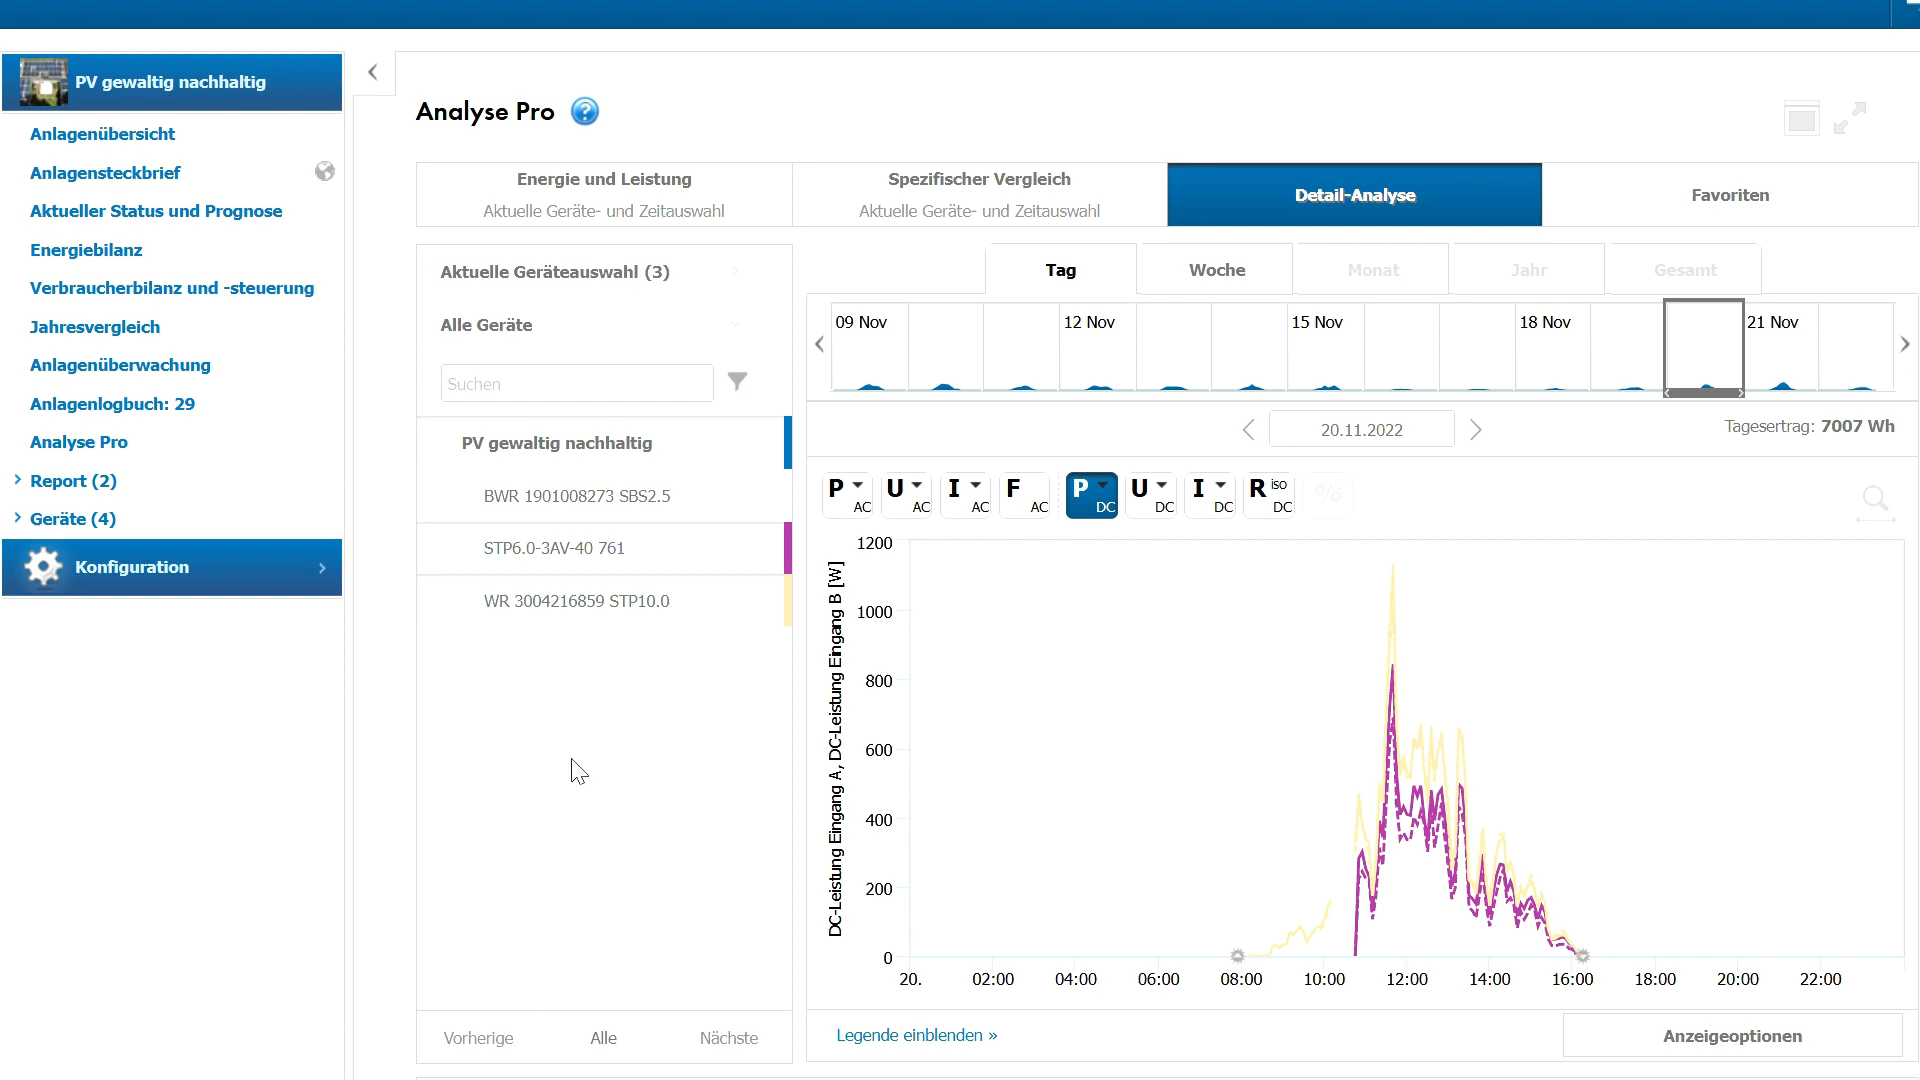 PV gewaltig nachhaltig
Anlagenübersicht
Anlagensteckbrief
Aktueller Status und Prognose
Energiebilanz
Verbraucherbilanz und -steuerung
Jahresvergleich
Anlagenüberwachung
Anlagenlogbuch: 29
Analyse Pro
Report (2)
Geräte (4)
Konfiguration
Analyse Pro
?
Energie und Leistung
Aktuelle Geräte- und Zeitauswahl
Spezifischer Vergleich
Aktuelle Geräte- und Zeitauswahl
Detail-Analyse
Favoriten
Aktuelle Geräteauswahl (3)
Alle Geräte
Suchen
PV gewaltig nachhaltig
BWR 1901008273 SBS2.5
STP6.0-3AV-40 761
WR 3004216859 STP10.0
Vorherige Alle Nächste
Tag Woche Monat Jahr Gesamt
09 Nov 12 Nov 15 Nov 18 Nov 21 Nov
20.11.2022
Tagesertrag: 7007 Wh
P AC U AC I AC F AC P DC U DC I DC R iso DC %
DC-Leistung Eingang A, DC-Leistung Eingang B [W]
1200
1000
800
600
400
200
0
20. 02:00 04:00 06:00 08:00 10:00 12:00 14:00 16:00 18:00 20:00 22:00
Legende einblenden »
Anzeigeoptionen